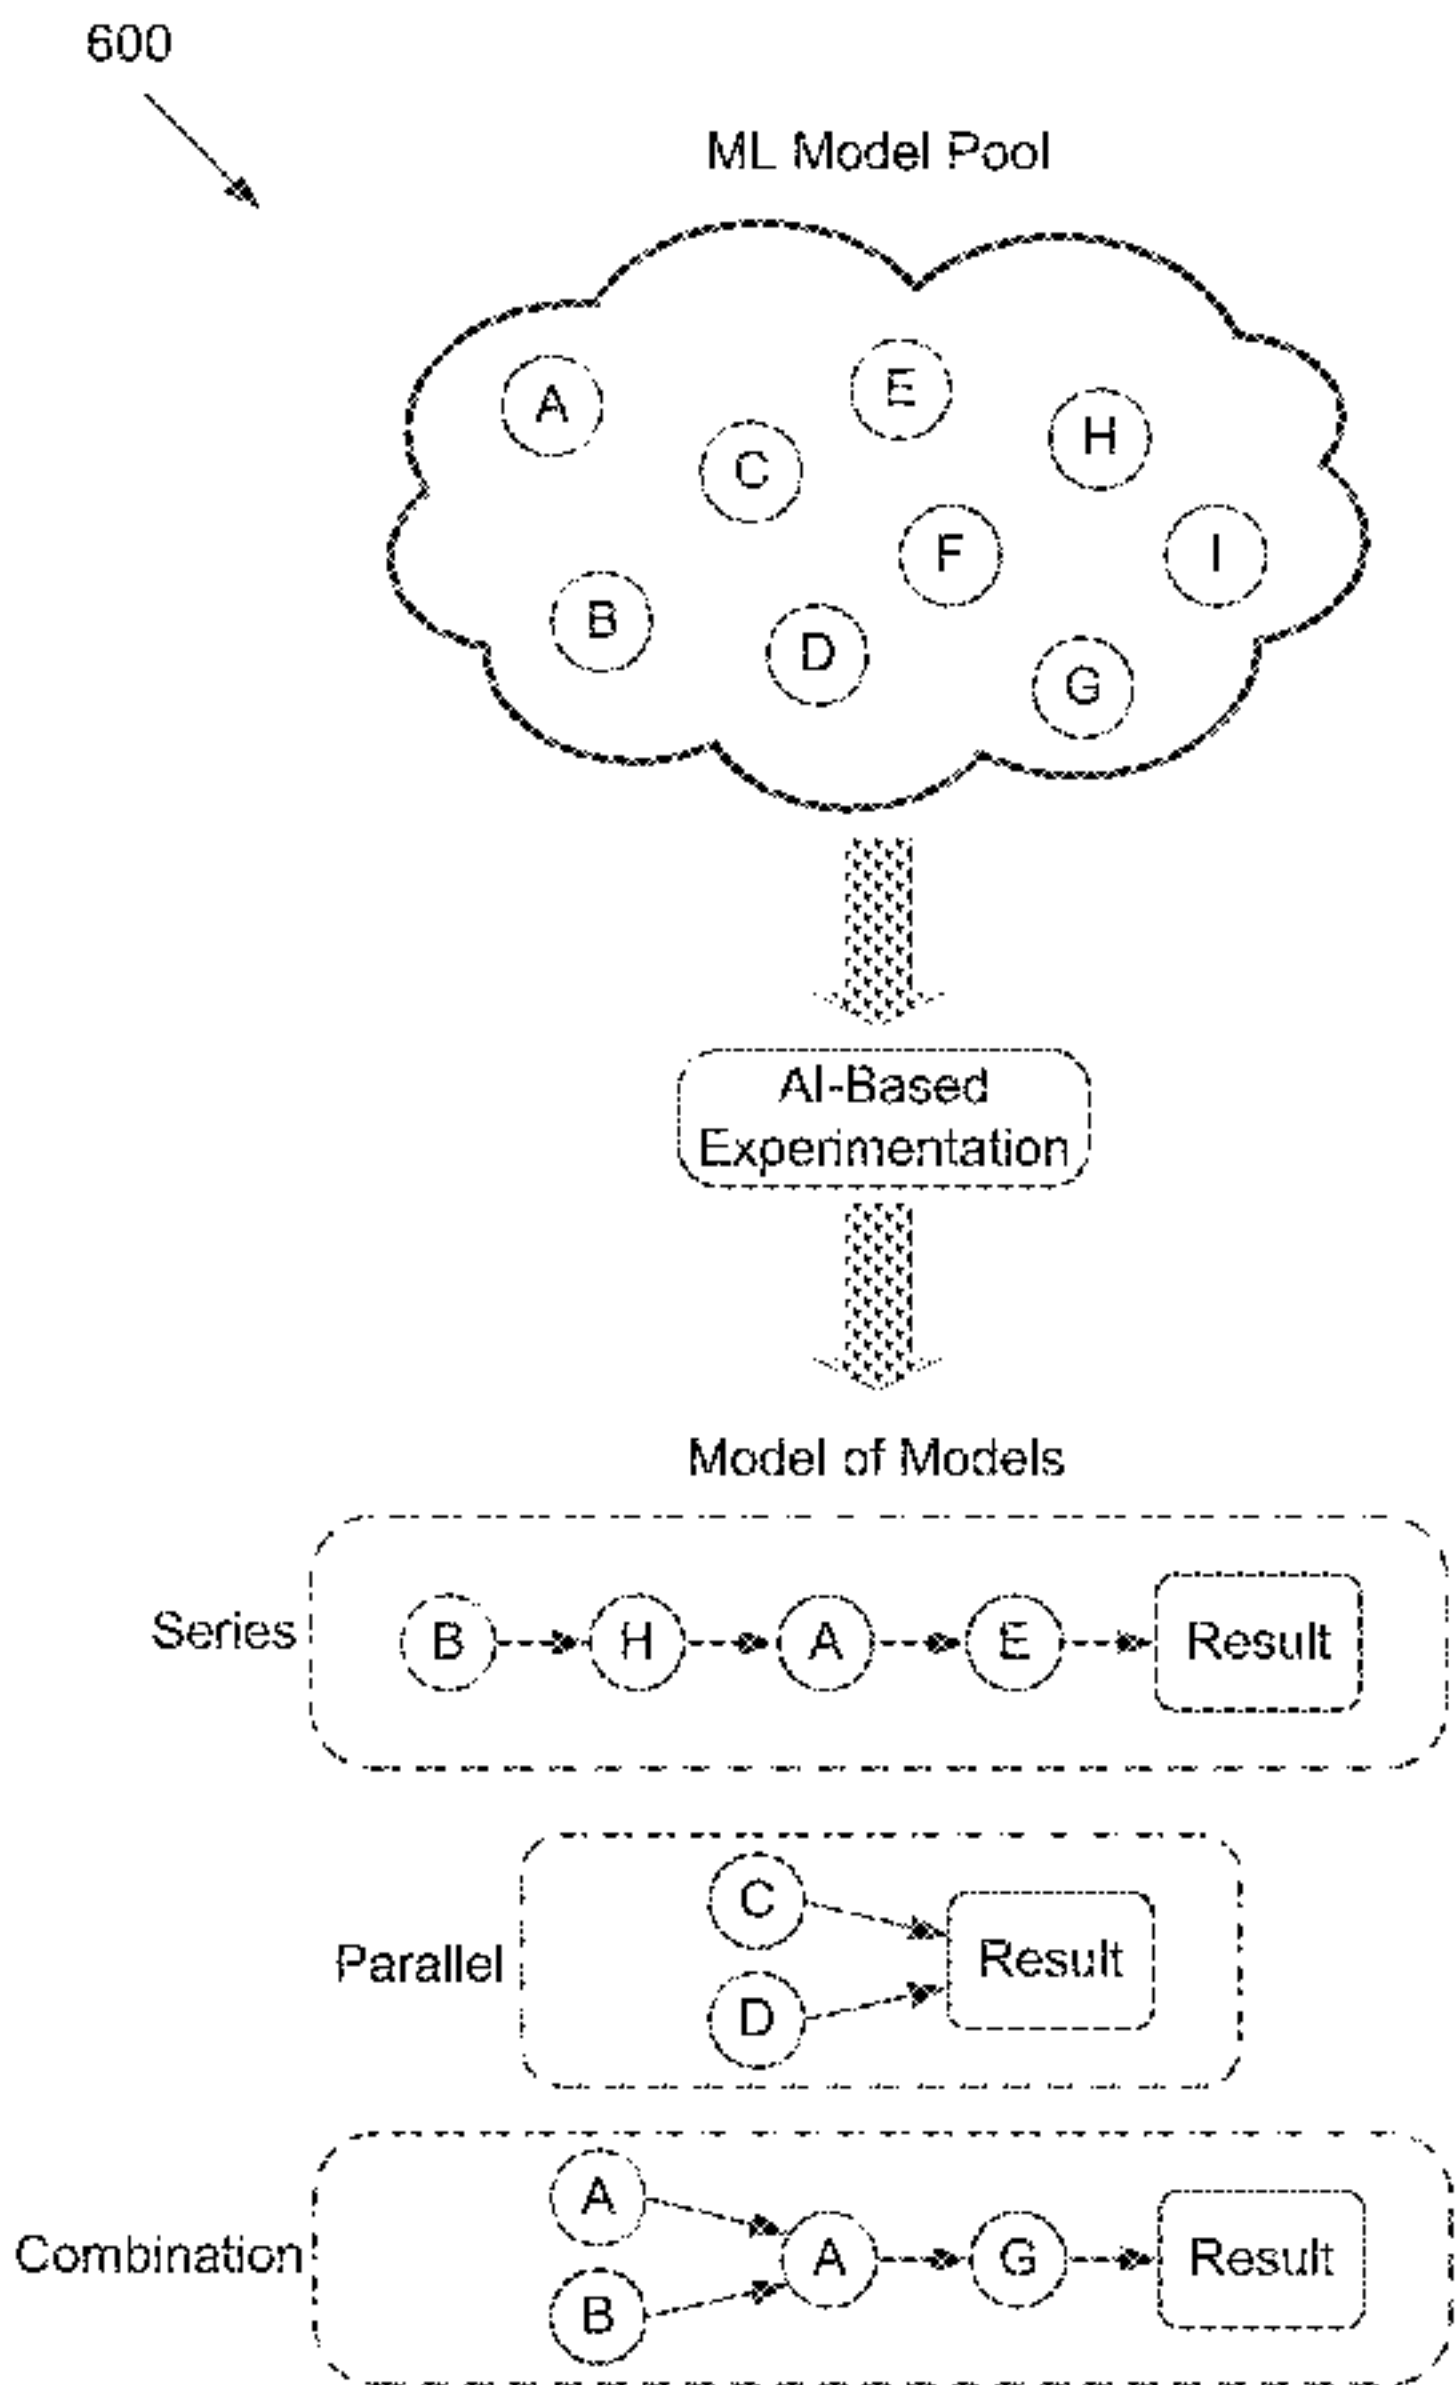 600
ML Model Pool
A
E
H
C
F
I
B
D
G
AI-Based
Experimentation
Model of Models
Series
B
H
A
E
Result
Parallel
C
D
Result
Combination
A
B
A
G
Result